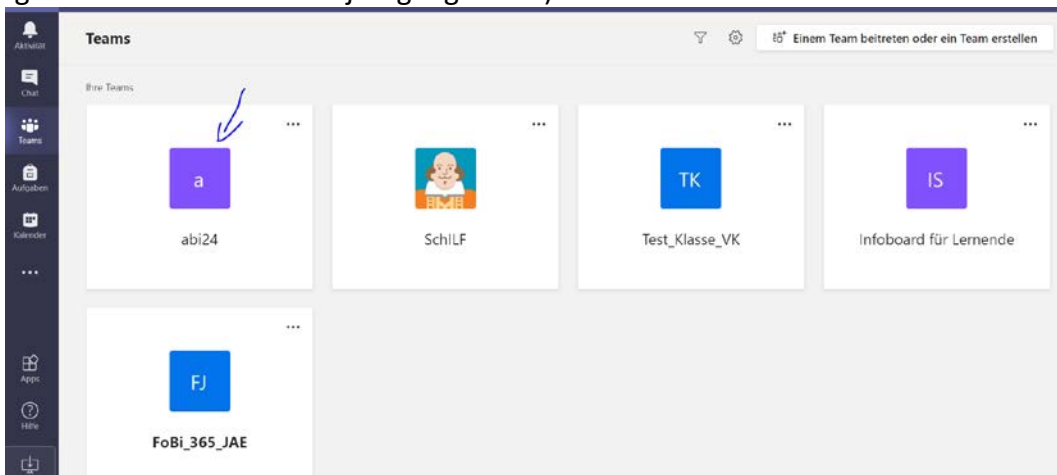 Aktivität
Teams
Einem Team beitreten oder ein Team erstellen
Chat
Ihre Teams
Teams
Aufgaben
Kalender
a
TK
IS
abi24
SchILF
Test_Klasse_VK
Infoboard für Lernende
Apps
Hilfe
FJ
FoBi_365_JAE